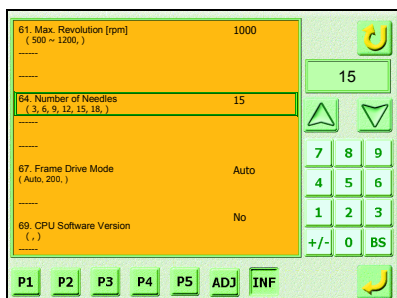 61. Max. Revolution [rpm] 1000
( 500 ~ 1200, )
------
------
64. Number of Needles 15
( 3, 6, 9, 12, 15, 18, )
------
------
67. Frame Drive Mode Auto
( Auto, 200, )
------
No
69. CPU Software Version
( , )
------
15
7 8 9
4 5 6
1 2 3
+/- 0 BS
P1 P2 P3 P4 P5 ADJ INF